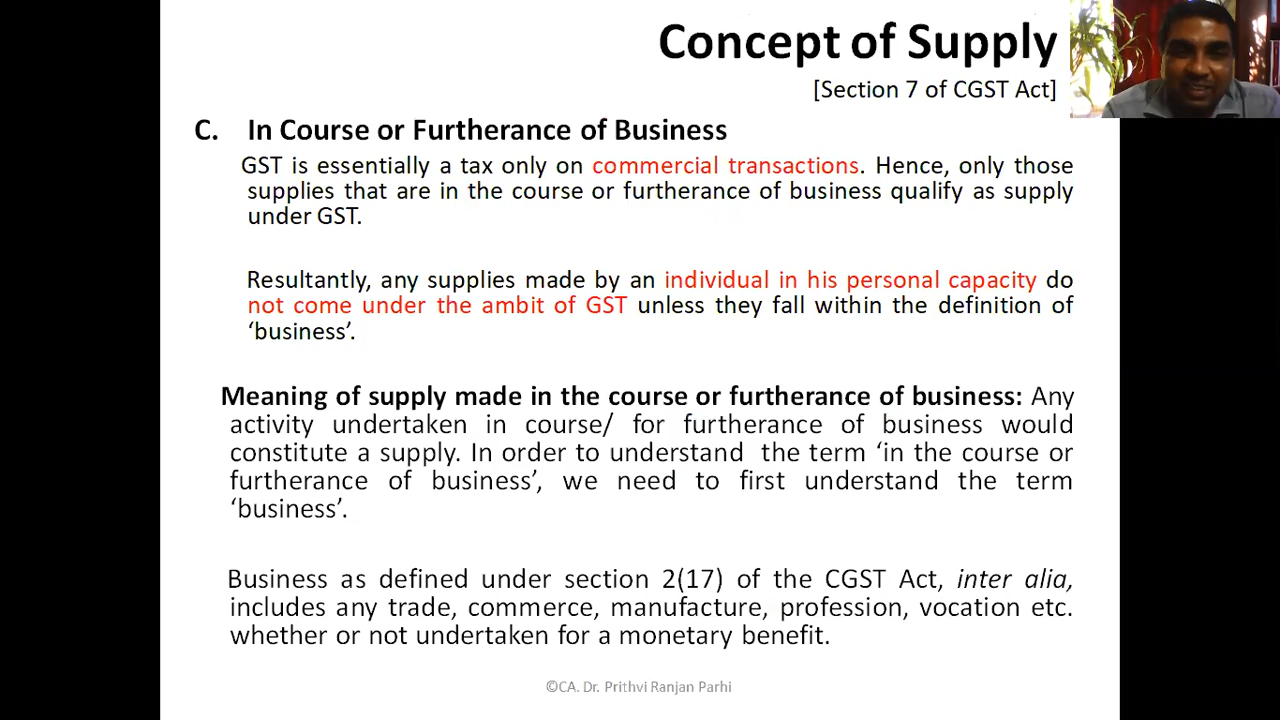 Concept of Supply
[Section 7 of CGST Act]
C. In Course or Furtherance of Business
GST is essentially a tax only on commercial transactions. Hence, only those
supplies that are in the course or furtherance of business qualify as supply
under GST.
Resultantly, any supplies made by an individual in his personal capacity do
not come under the ambit of GST unless they fall within the definition of
‘business’.
Meaning of supply made in the course or furtherance of business: Any
activity undertaken in course/ for furtherance of business would
constitute a supply. In order to understand the term ‘in the course or
furtherance of business’, we need to first understand the term
‘business’.
Business as defined under section 2(17) of the CGST Act, inter alia,
includes any trade, commerce, manufacture, profession, vocation etc.
whether or not undertaken for a monetary benefit.
©CA. Dr. Prithvi Ranjan Parhi